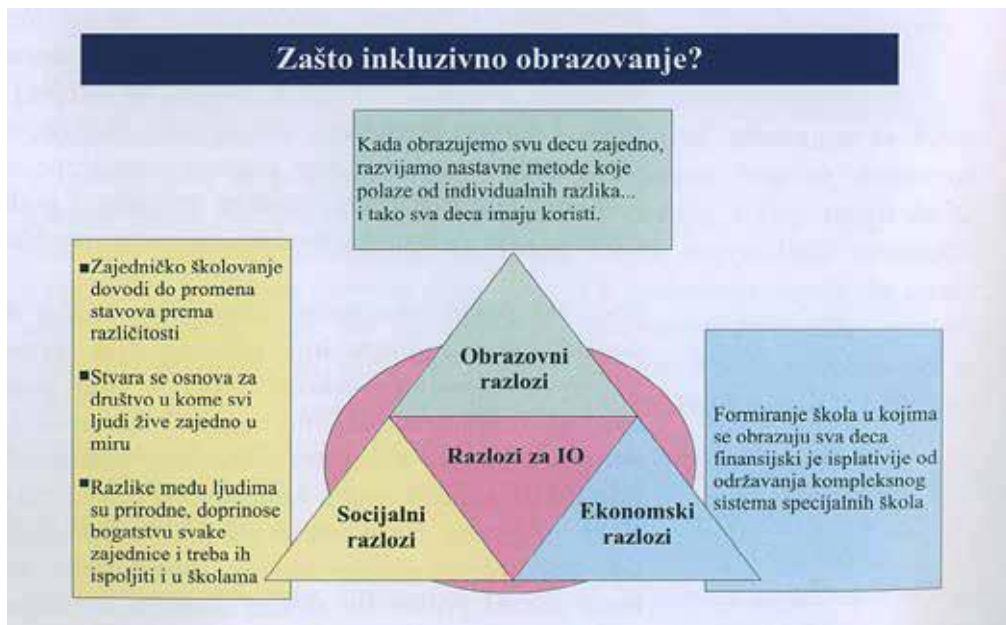 Zašto inkluzivno obrazovanje?
Kada obrazujemo svu decu zajedno,
razvijamo nastavne metode koje
polaze od individualnih razlika...
i tako sva deca imaju koristi.
■Zajedničko školovanje
dovodi do promena
stavova prema
različitosti
■Stvara se osnova za
društvo u kome svi
ljudi žive zajedno u
miru
■Razlike među ljudima
su prirodne, doprinose
bogatstvu svake
zajednice i treba ih
ispoljiti i u školama
Obrazovni
razlozi
Razlozi za IO
Socijalni
razlozi
Ekonomski
razlozi
Formiranje škola u kojima
se obrazuju sva deca
finansijski je isplativije od
održavanja kompleksnog
sistema specijalnih škola